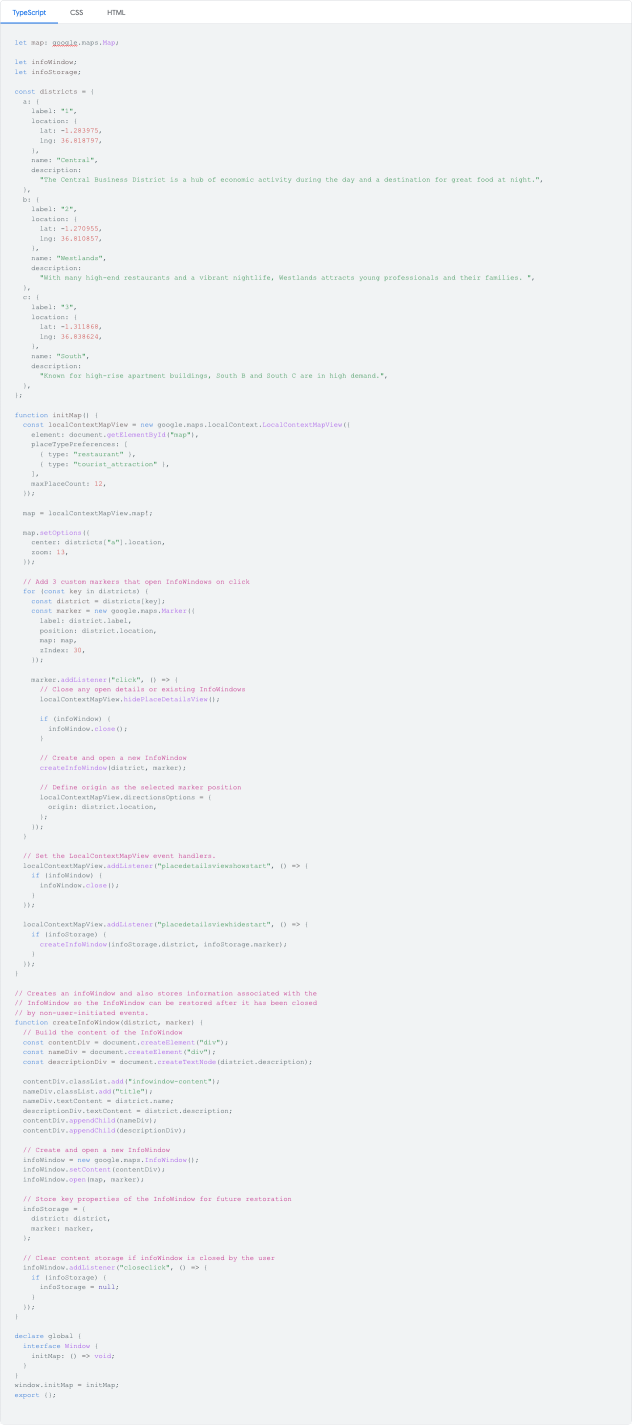 TypeScript CSS HTML
let map: google.maps.Map;
let infoWindow;
let infoStorage;
const districts = {
a: {
label: "1",
location: {
lat: -1.283975,
lng: 36.818797,
},
name: "Central",
description:
"The Central Business District is a hub of economic activity during the day and a destination for great food at night.",
},
b: {
label: "2",
location: {
lat: -1.270955,
lng: 36.810857,
},
name: "Westlands",
description:
"With many high-end restaurants and a vibrant nightlife, Westlands attracts young professionals and their families. ",
},
c: {
label: "3",
location: {
lat: -1.311868,
lng: 36.838624,
},
name: "South",
description:
"Known for high-rise apartment buildings, South B and South C are in high demand.",
},
};
function initMap() {
const localContextMapView = new google.maps.localContext.LocalContextMapView({
element: document.getElementById("map"),
placeTypePreferences: [
{ type: "restaurant" },
{ type: "tourist_attraction" },
],
maxPlaceCount: 12,
});
map = localContextMapView.map!;
map.setOptions({
center: districts["a"].location,
zoom: 13,
});
// Add 3 custom markers that open InfoWindows on click
for (const key in districts) {
const district = districts[key];
const marker = new google.maps.Marker({
label: district.label,
position: district.location,
map: map,
zIndex: 30,
});
marker.addListener("click", () => {
// Close any open details or existing InfoWindows
localContextMapView.hidePlaceDetailsView();
if (infoWindow) {
infoWindow.close();
}
// Create and open a new InfoWindow
createInfoWindow(district, marker);
// Define origin as the selected marker position
localContextMapView.directionsOptions = {
origin: district.location,
};
});
}
// Set the LocalContextMapView event handlers.
localContextMapView.addListener("placedetailsviewshowstart", () => {
if (infoWindow) {
infoWindow.close();
}
});
localContextMapView.addListener("placedetailsviewhidestart", () => {
if (infoStorage) {
createInfoWindow(infoStorage.district, infoStorage.marker);
}
});
}
// Creates an infoWindow and also stores information associated with the
// InfoWindow so the InfoWindow can be restored after it has been closed
// by non-user-initiated events.
function createInfoWindow(district, marker) {
// Build the content of the InfoWindow
const contentDiv = document.createElement("div");
const nameDiv = document.createElement("div");
const descriptionDiv = document.createTextNode(district.description);
contentDiv.classList.add("infowindow-content");
nameDiv.classList.add("title");
nameDiv.textContent = district.name;
descriptionDiv.textContent = district.description;
contentDiv.appendChild(nameDiv);
contentDiv.appendChild(descriptionDiv);
// Create and open a new InfoWindow
infoWindow = new google.maps.InfoWindow();
infoWindow.setContent(contentDiv);
infoWindow.open(map, marker);
// Store key properties of the InfoWindow for future restoration
infoStorage = {
district: district,
marker: marker,
};
// Clear content storage if infoWindow is closed by the user
infoWindow.addListener("closeclick", () => {
if (infoStorage) {
infoStorage = null;
}
});
}
declare global {
interface Window {
initMap: () => void;
}
}
window.initMap = initMap;
export {};